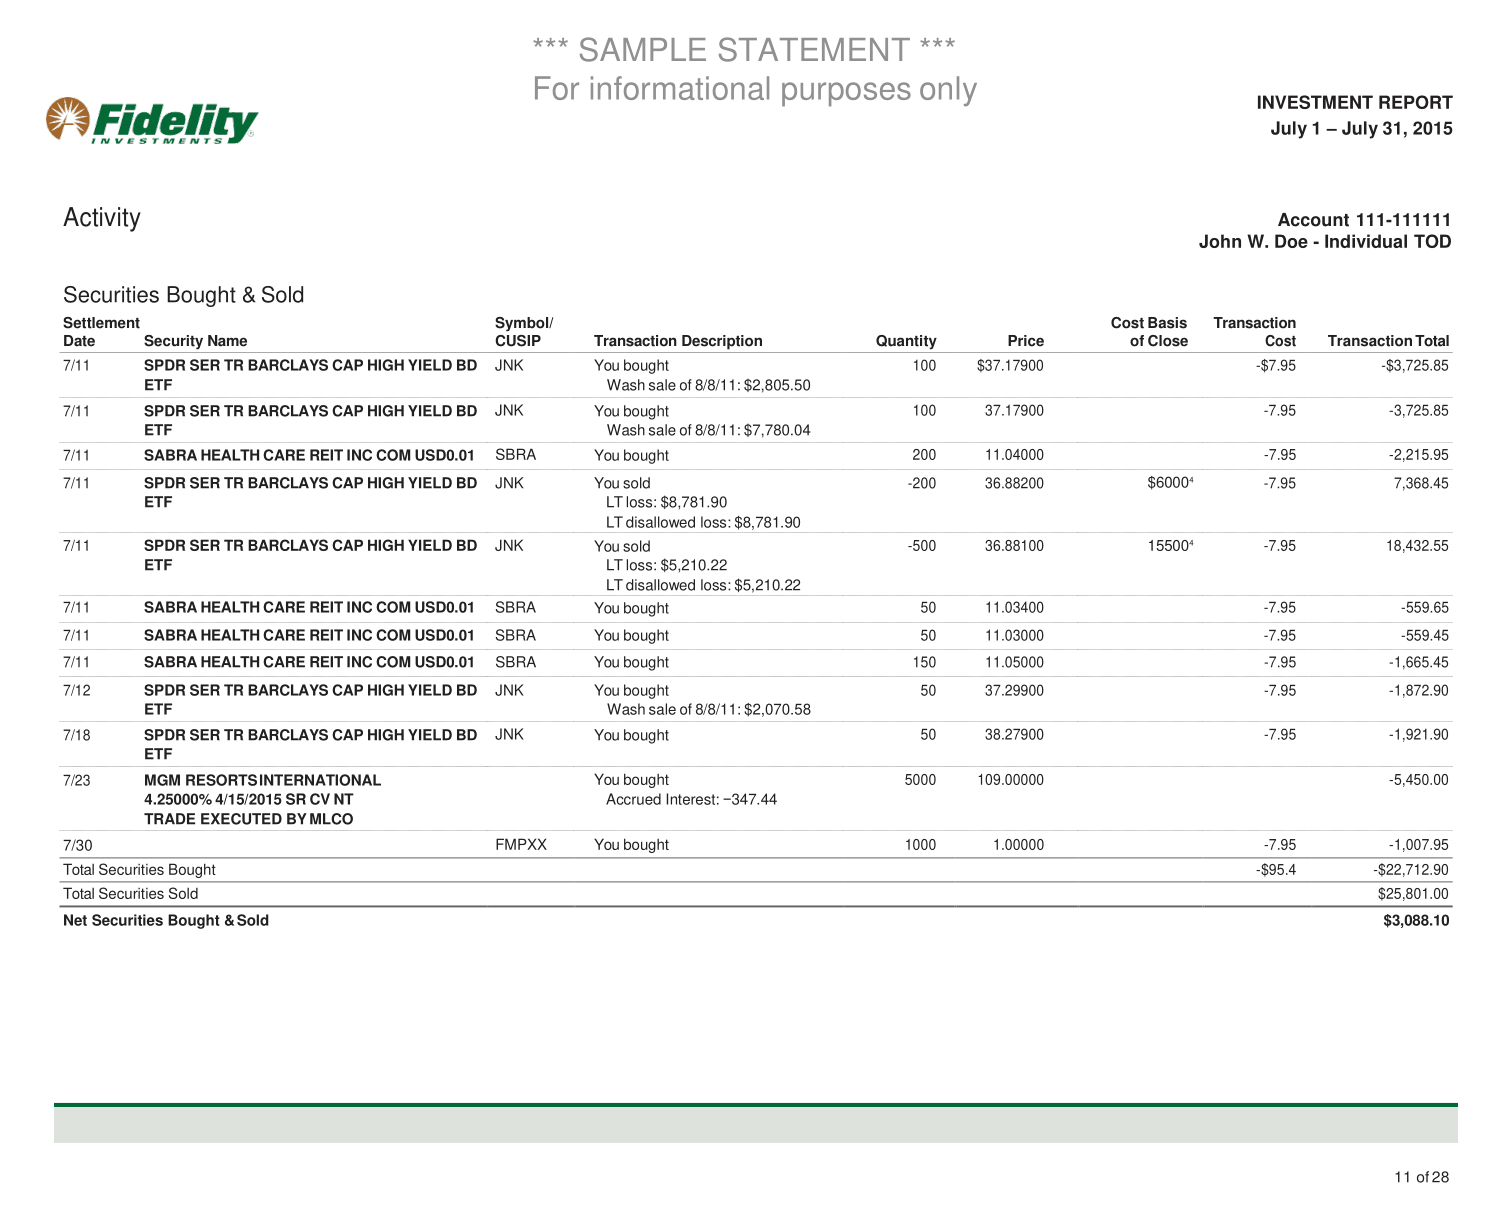 *** SAMPLE STATEMENT ***
For informational purposes only
Fidelity
INVESTMENTS
INVESTMENT REPORT
July 1 – July 31, 2015
Activity
Account 111-111111
John W. Doe - Individual TOD
Securities Bought & Sold
Settlement Date Security Name Symbol/ CUSIP Transaction Description Quantity Price Cost Basis of Close Transaction Cost Transaction Total
7/11 SPDR SER TR BARCLAYS CAP HIGH YIELD BD JNK You bought 100 $37.17900 -$7.95 -$3,725.85
ETF Wash sale of 8/8/11: $2,805.50
7/11 SPDR SER TR BARCLAYS CAP HIGH YIELD BD JNK You bought 100 37.17900 -7.95 -3,725.85
ETF Wash sale of 8/8/11: $7,780.04
7/11 SABRA HEALTH CARE REIT INC COM USD0.01 SBRA You bought 200 11.04000 -7.95 -2,215.95
7/11 SPDR SER TR BARCLAYS CAP HIGH YIELD BD JNK You sold -200 36.88200 $6000⁴ -7.95 7,368.45
ETF LT loss: $8,781.90
LT disallowed loss: $8,781.90
7/11 SPDR SER TR BARCLAYS CAP HIGH YIELD BD JNK You sold -500 36.88100 15500⁴ -7.95 18,432.55
ETF LT loss: $5,210.22
LT disallowed loss: $5,210.22
7/11 SABRA HEALTH CARE REIT INC COM USD0.01 SBRA You bought 50 11.03400 -7.95 -559.65
7/11 SABRA HEALTH CARE REIT INC COM USD0.01 SBRA You bought 50 11.03000 -7.95 -559.45
7/11 SABRA HEALTH CARE REIT INC COM USD0.01 SBRA You bought 150 11.05000 -7.95 -1,665.45
7/12 SPDR SER TR BARCLAYS CAP HIGH YIELD BD JNK You bought 50 37.29900 -7.95 -1,872.90
ETF Wash sale of 8/8/11: $2,070.58
7/18 SPDR SER TR BARCLAYS CAP HIGH YIELD BD JNK You bought 50 38.27900 -7.95 -1,921.90
ETF
7/23 MGM RESORTS INTERNATIONAL You bought 5000 109.00000 -5,450.00
4.25000% 4/15/2015 SR CV NT Accrued Interest: −347.44
TRADE EXECUTED BY MLCO
7/30 FMPXX You bought 1000 1.00000 -7.95 -1,007.95
Total Securities Bought -$95.4 -$22,712.90
Total Securities Sold $25,801.00
Net Securities Bought & Sold $3,088.10
11 of 28